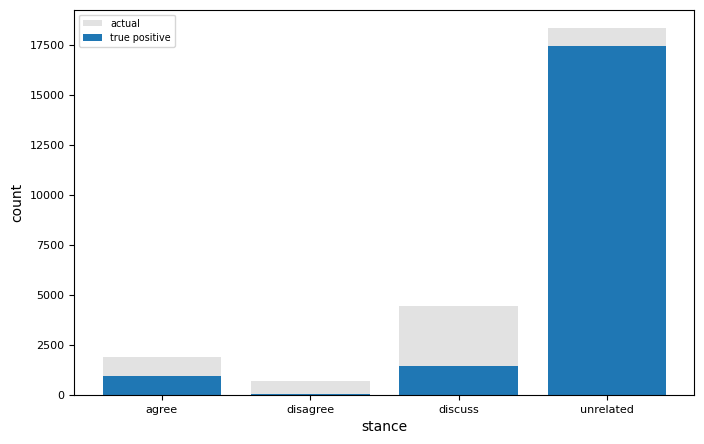 actual
true positive
17500
15000
12500
10000
7500
5000
2500
0
count
agree disagree discuss unrelated
stance